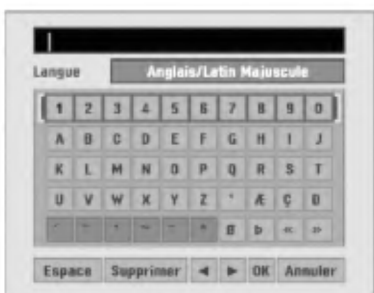 Langue Anglais/Latin Majuscule
1 2 3 4 5 6 7 8 9 0
A B C D E F G H I J
K L M N O P Q R S T
U V W X Y Z Æ Ç
« »
Espace Supprimer ◄ ► OK Annuler